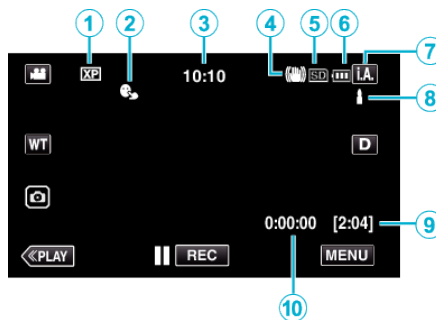 1 2 3 4 5 6 7
XP 10:10 SD i.A.
8
WT D
0:00:00 [2:04] 9
≪PLAY REC MENU
10